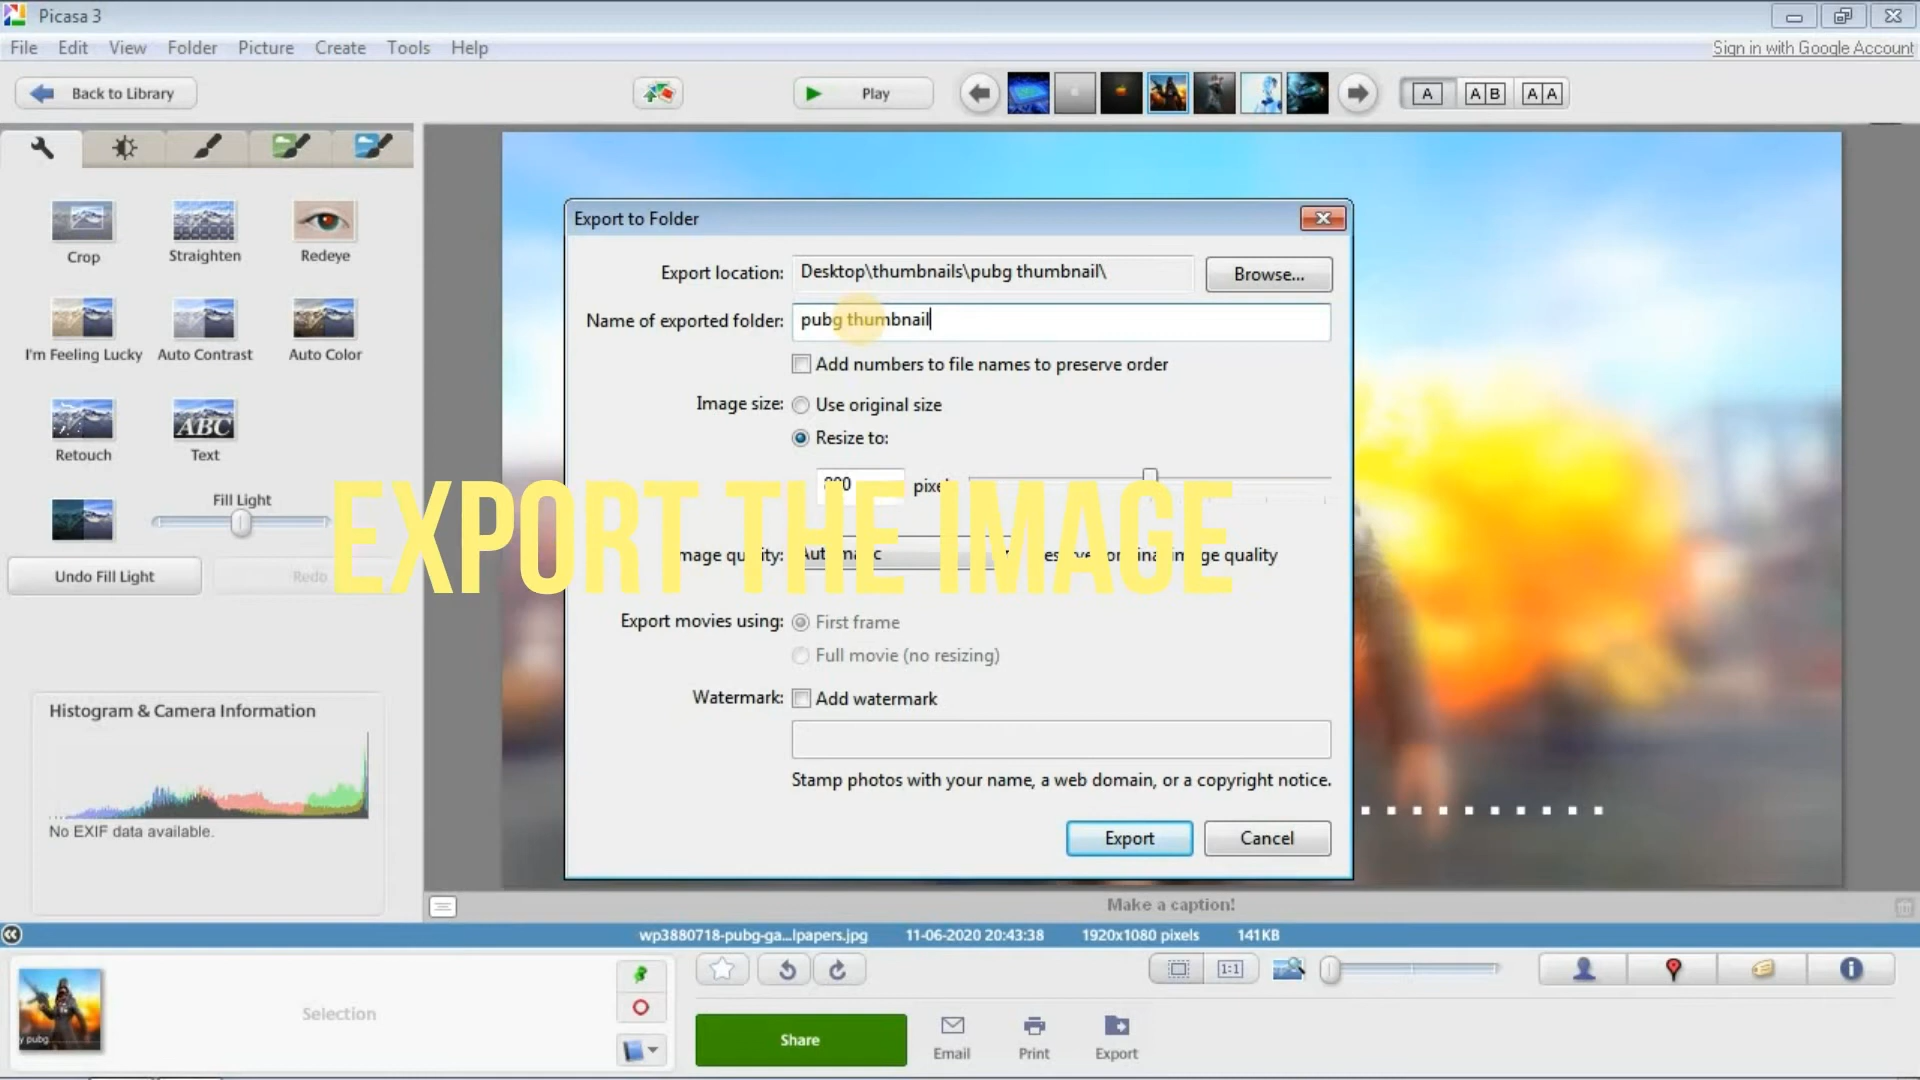 Picasa 3
File Edit View Folder Picture Create Tools Help
Sign in with Google Account
Back to Library
Play
A
A B
A A
Crop
Straighten
Redeye
I'm Feeling Lucky
Auto Contrast
Auto Color
Retouch
ABC
Text
Fill Light
Undo Fill Light
Redo
Histogram & Camera Information
No EXIF data available.
Export to Folder
Export location: Desktop\thumbnails\pubg thumbnail\
Browse...
Name of exported folder: pubg thumbnail
Add numbers to file names to preserve order
Image size: Use original size
Resize to:
EXPORT THE IMAGE
Export movies using: First frame
Full movie (no resizing)
Watermark: Add watermark
Stamp photos with your name, a web domain, or a copyright notice.
Export
Cancel
Make a caption!
wp3880718-pubg-ga...lpapers.jpg 11-06-2020 20:43:38 1920x1080 pixels 141KB
y pubg
Selection
1:1
Share
Email
Print
Export